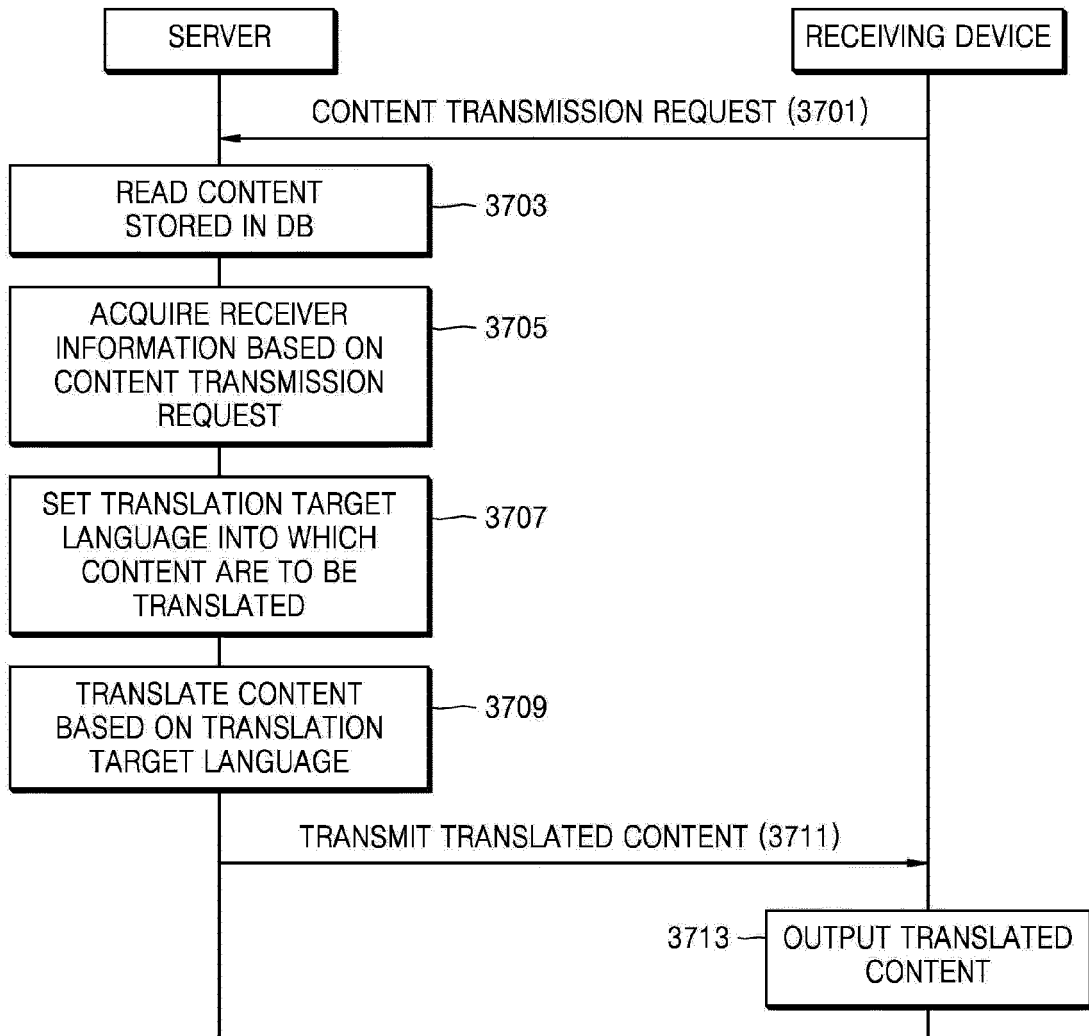 SERVER
RECEIVING DEVICE
CONTENT TRANSMISSION REQUEST (3701)
READ CONTENT
STORED IN DB
3703
ACQUIRE RECEIVER
INFORMATION BASED ON
CONTENT TRANSMISSION
REQUEST
3705
SET TRANSLATION TARGET
LANGUAGE INTO WHICH
CONTENT ARE TO BE
TRANSLATED
3707
TRANSLATE CONTENT
BASED ON TRANSLATION
TARGET LANGUAGE
3709
TRANSMIT TRANSLATED CONTENT (3711)
3713
OUTPUT TRANSLATED
CONTENT